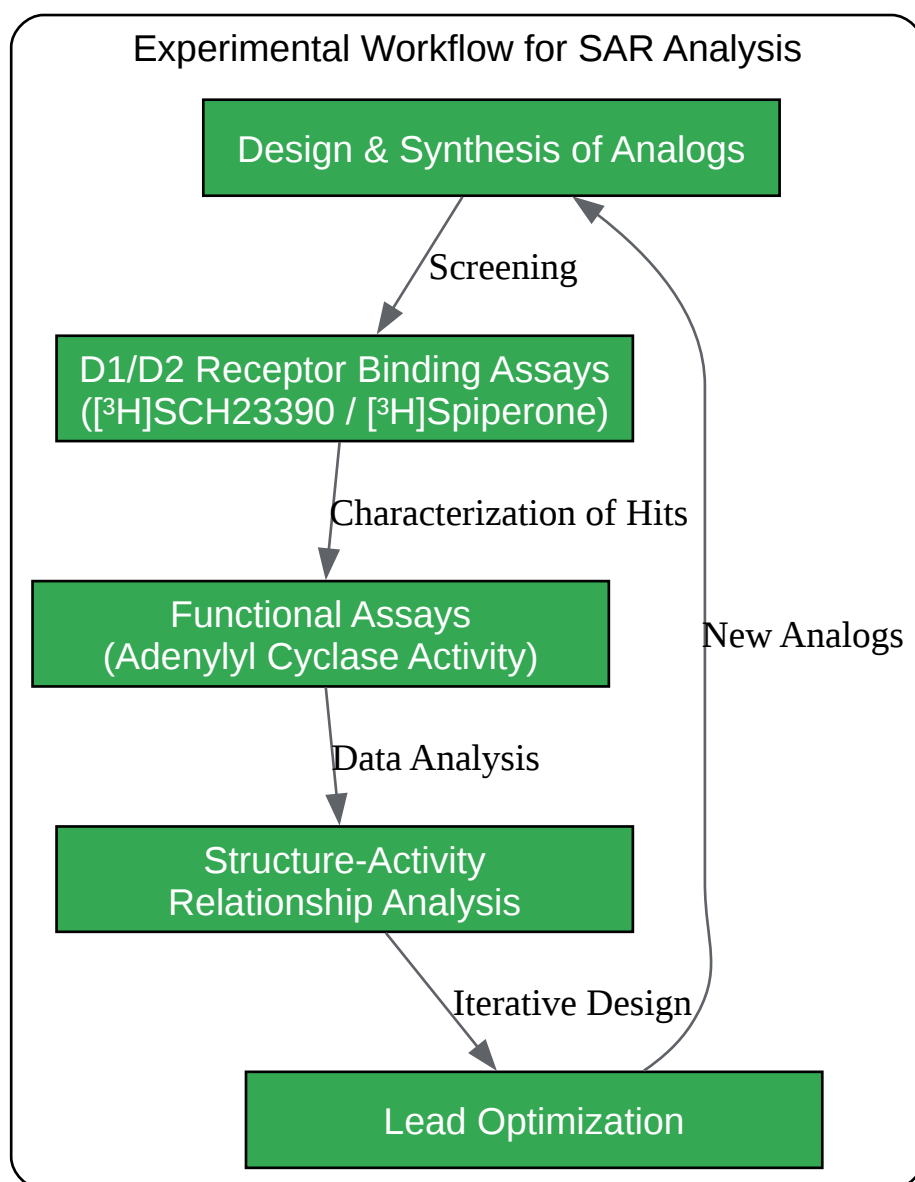 Experimental Workflow for SAR Analysis
Design & Synthesis of Analogs
Screening
D1/D2 Receptor Binding Assays
([³H]SCH23390 / [³H]Spiperone)
Characterization of Hits
Functional Assays
(Adenylyl Cyclase Activity)
New Analogs
Data Analysis
Structure-Activity
Relationship Analysis
Iterative Design
Lead Optimization